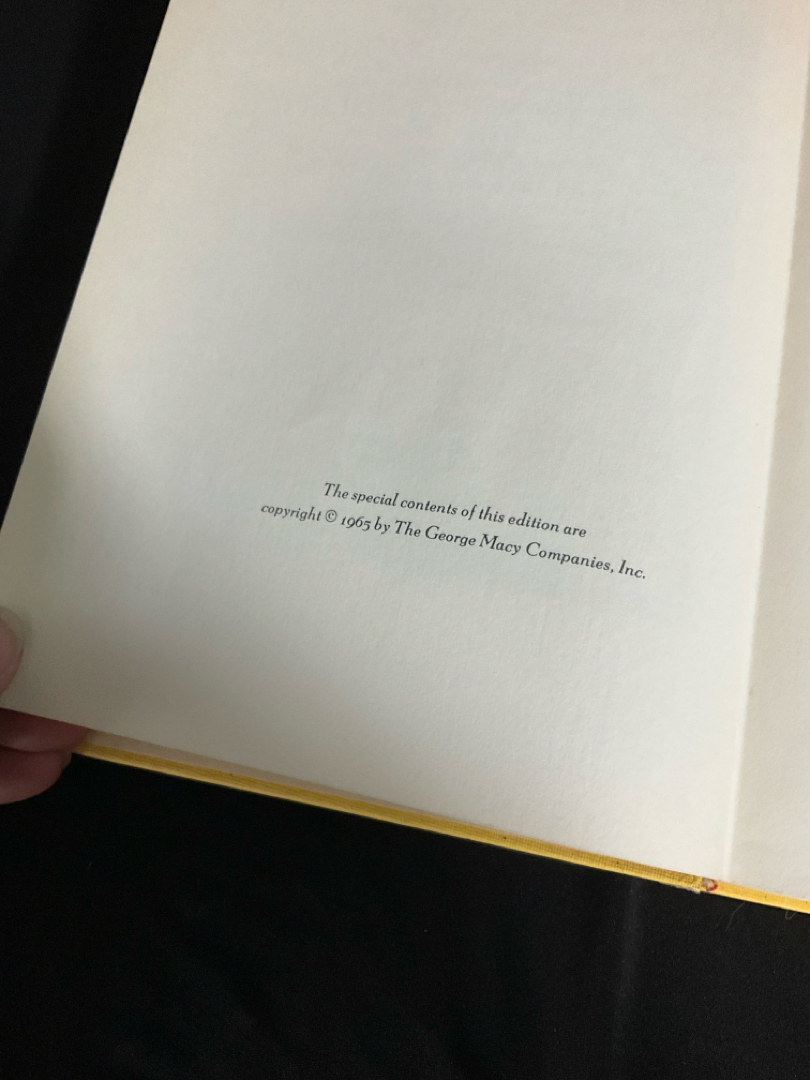 The special contents of this edition are
copyright © 1965 by The George Macy Companies, Inc.